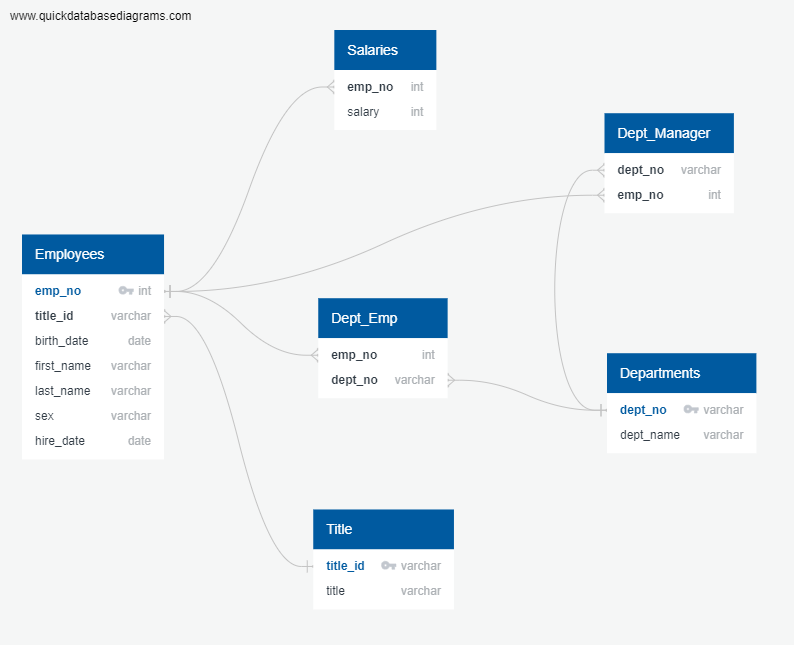 www.quickdatabasediagrams.com
Salaries
emp_no int
salary int
Dept_Manager
dept_no varchar
emp_no int
Employees
emp_no int
title_id varchar
birth_date date
first_name varchar
last_name varchar
sex varchar
hire_date date
Dept_Emp
emp_no int
dept_no varchar
Departments
dept_no varchar
dept_name varchar
Title
title_id varchar
title varchar